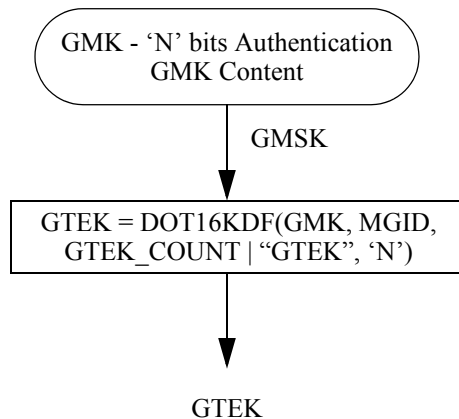 GMK - ‘N’ bits Authentication
GMK Content
GMSK
GTEK = DOT16KDF(GMK, MGID,
GTEK_COUNT | “GTEK”, ‘N’)
GTEK